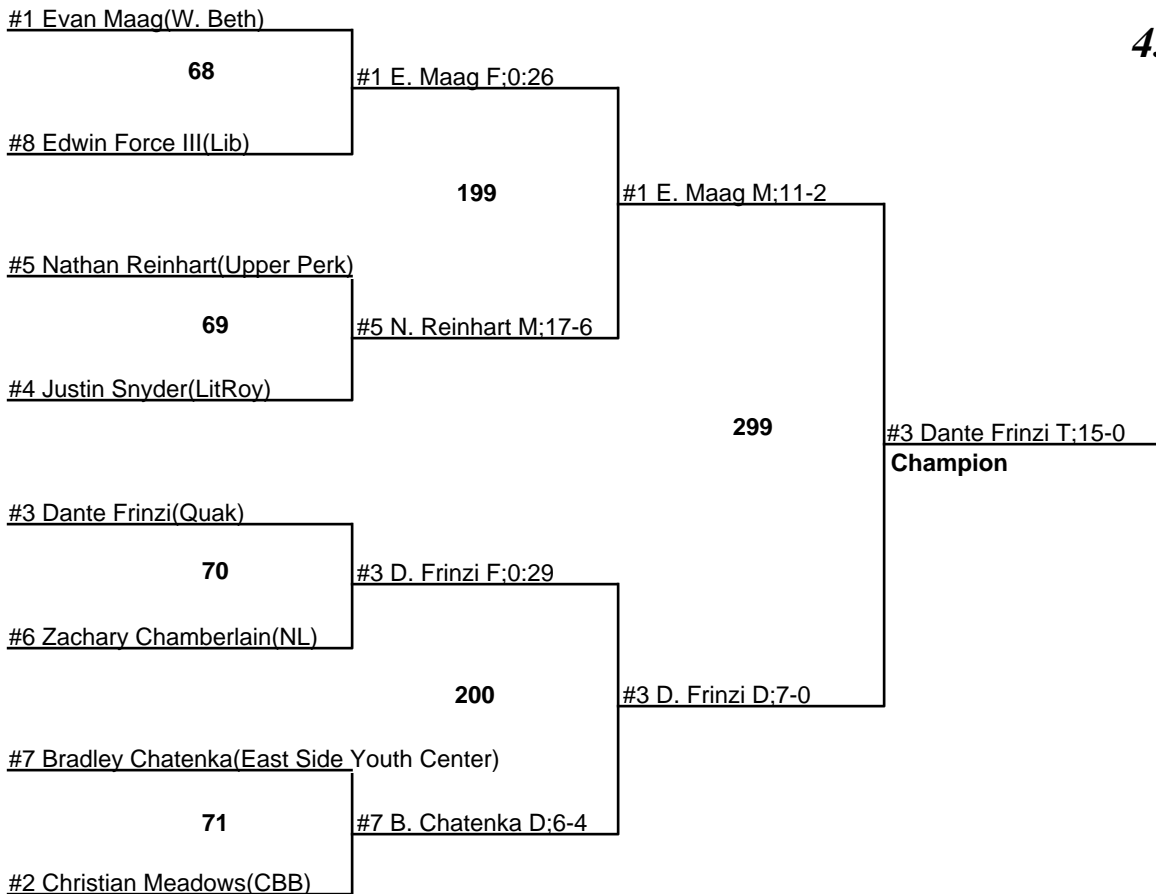 #1 Evan Maag(W. Beth)
4
68
#1 E. Maag F;0:26
#8 Edwin Force III(Lib)
199
#1 E. Maag M;11-2
#5 Nathan Reinhart(Upper Perk)
69
#5 N. Reinhart M;17-6
#4 Justin Snyder(LitRoy)
299
#3 Dante Frinzi T;15-0
Champion
#3 Dante Frinzi(Quak)
70
#3 D. Frinzi F;0:29
#6 Zachary Chamberlain(NL)
200
#3 D. Frinzi D;7-0
#7 Bradley Chatenka(East Side Youth Center)
71
#7 B. Chatenka D;6-4
#2 Christian Meadows(CBB)